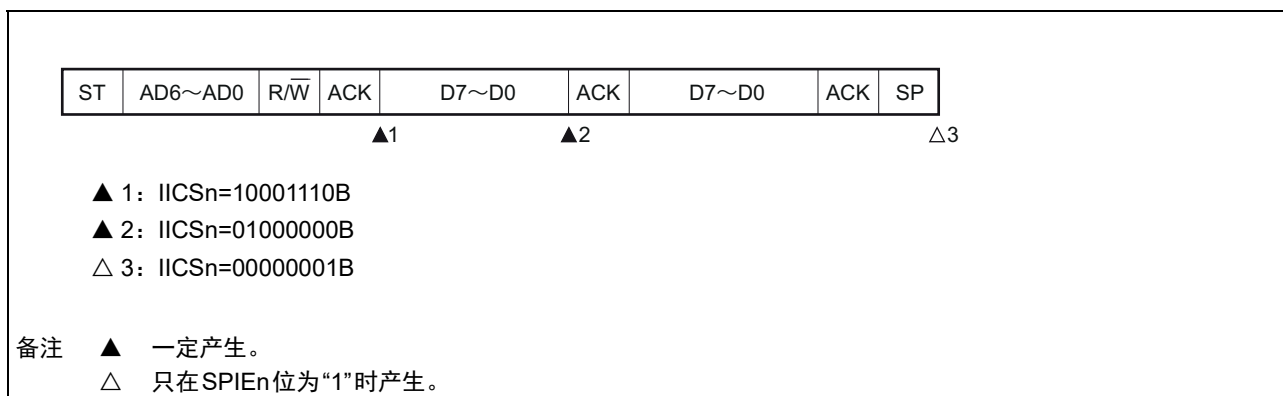 ST AD6～AD0 R/W̅ ACK D7～D0 ACK D7～D0 ACK SP
▲1 ▲2 △3
▲ 1：IICSn=10001110B
▲ 2：IICSn=01000000B
△ 3：IICSn=00000001B
备注 ▲ 一定产生。
△ 只在SPIEn位为“1”时产生。